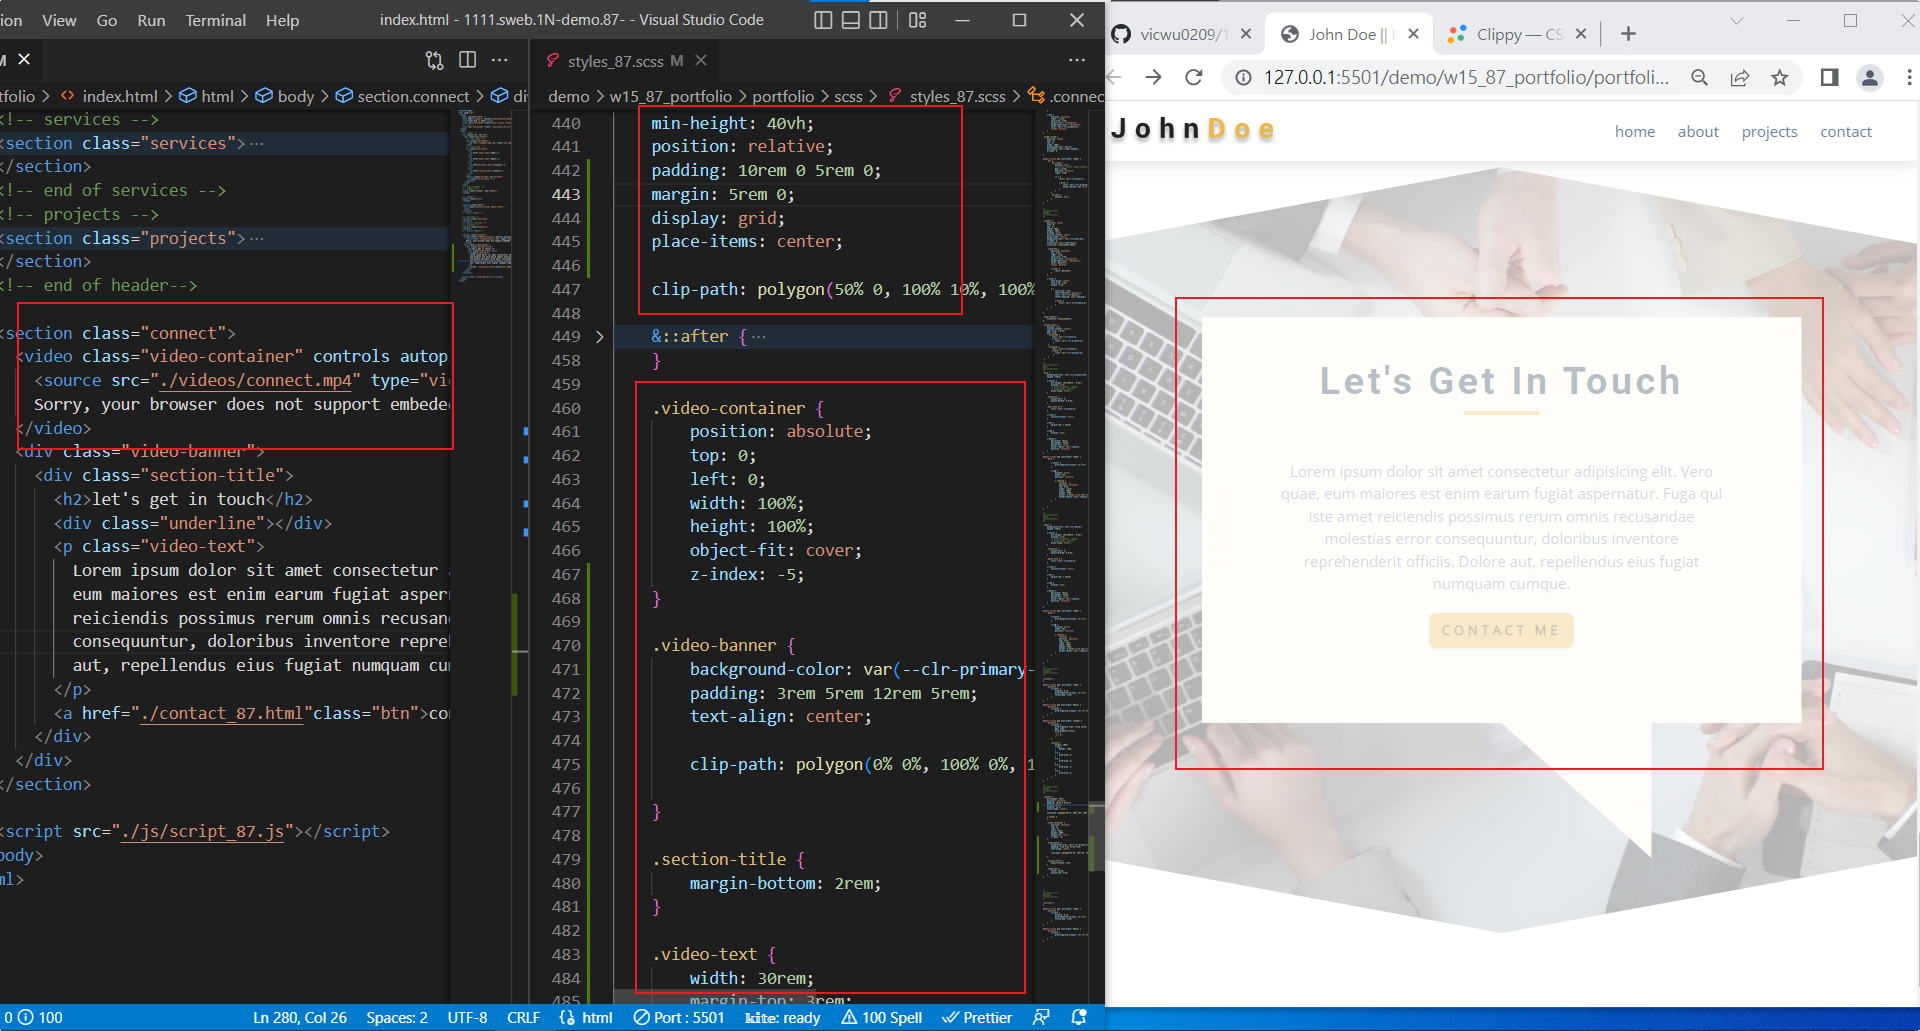 ion View Go Run Terminal Help index.html - 1111.sweb.1N-demo.87- - Visual Studio Code
M
tfolio > index.html > html > body > section.connect >
<!-- services -->
<section class="services">···
</section>
<!-- end of services -->
<!-- projects -->
<section class="projects">···
</section>
<!-- end of header-->
<section class="connect">
<video class="video-container" controls autop
<source src="./videos/connect.mp4" type="vi
Sorry, your browser does not support embede
</video>
<div class="video-banner">
<div class="section-title">
<h2>let's get in touch</h2>
<div class="underline"></div>
<p class="video-text">
Lorem ipsum dolor sit amet consectetur
eum maiores est enim earum fugiat asper
reiciendis possimus rerum omnis recusan
consequuntur, doloribus inventore repre
aut, repellendus eius fugiat numquam cu
</p>
<a href="./contact_87.html"class="btn">co
</div>
</div>
</section>
<script src="./js/script_87.js"></script>
body>
ml>
styles_87.scss M
demo > w15_87_portfolio > portfolio > scss > styles_87.scss > .connec
440 min-height: 40vh;
441 position: relative;
442 padding: 10rem 0 5rem 0;
443 margin: 5rem 0;
444 display: grid;
445 place-items: center;
446
447 clip-path: polygon(50% 0, 100% 10%, 100%
448
449 &::after {···
458 }
459
460 .video-container {
461 position: absolute;
462 top: 0;
463 left: 0;
464 width: 100%;
465 height: 100%;
466 object-fit: cover;
467 z-index: -5;
468 }
469
470 .video-banner {
471 background-color: var(--clr-primary-
472 padding: 3rem 5rem 12rem 5rem;
473 text-align: center;
474
475 clip-path: polygon(0% 0%, 100% 0%, 1
476
477 }
478
479 .section-title {
480 margin-bottom: 2rem;
481 }
482
483 .video-text {
484 width: 30rem;
485 margin-top: 3rem;
0 100 Ln 280, Col 26 Spaces: 2 UTF-8 CRLF html Port : 5501 kite: ready 100 Spell Prettier
vicwu0209/1 John Doe || Clippy — CS
127.0.0.1:5501/demo/w15_87_portfolio/portfoli...
JohnDoe home about projects contact
Let's Get In Touch
Lorem ipsum dolor sit amet consectetur adipisicing elit. Vero
quae, eum maiores est enim earum fugiat aspernatur. Fuga qui
iste amet reiciendis possimus rerum omnis recusandae
molestias error consequuntur, doloribus inventore
reprehenderit officiis. Dolore aut, repellendus eius fugiat
numquam cumque.
CONTACT ME